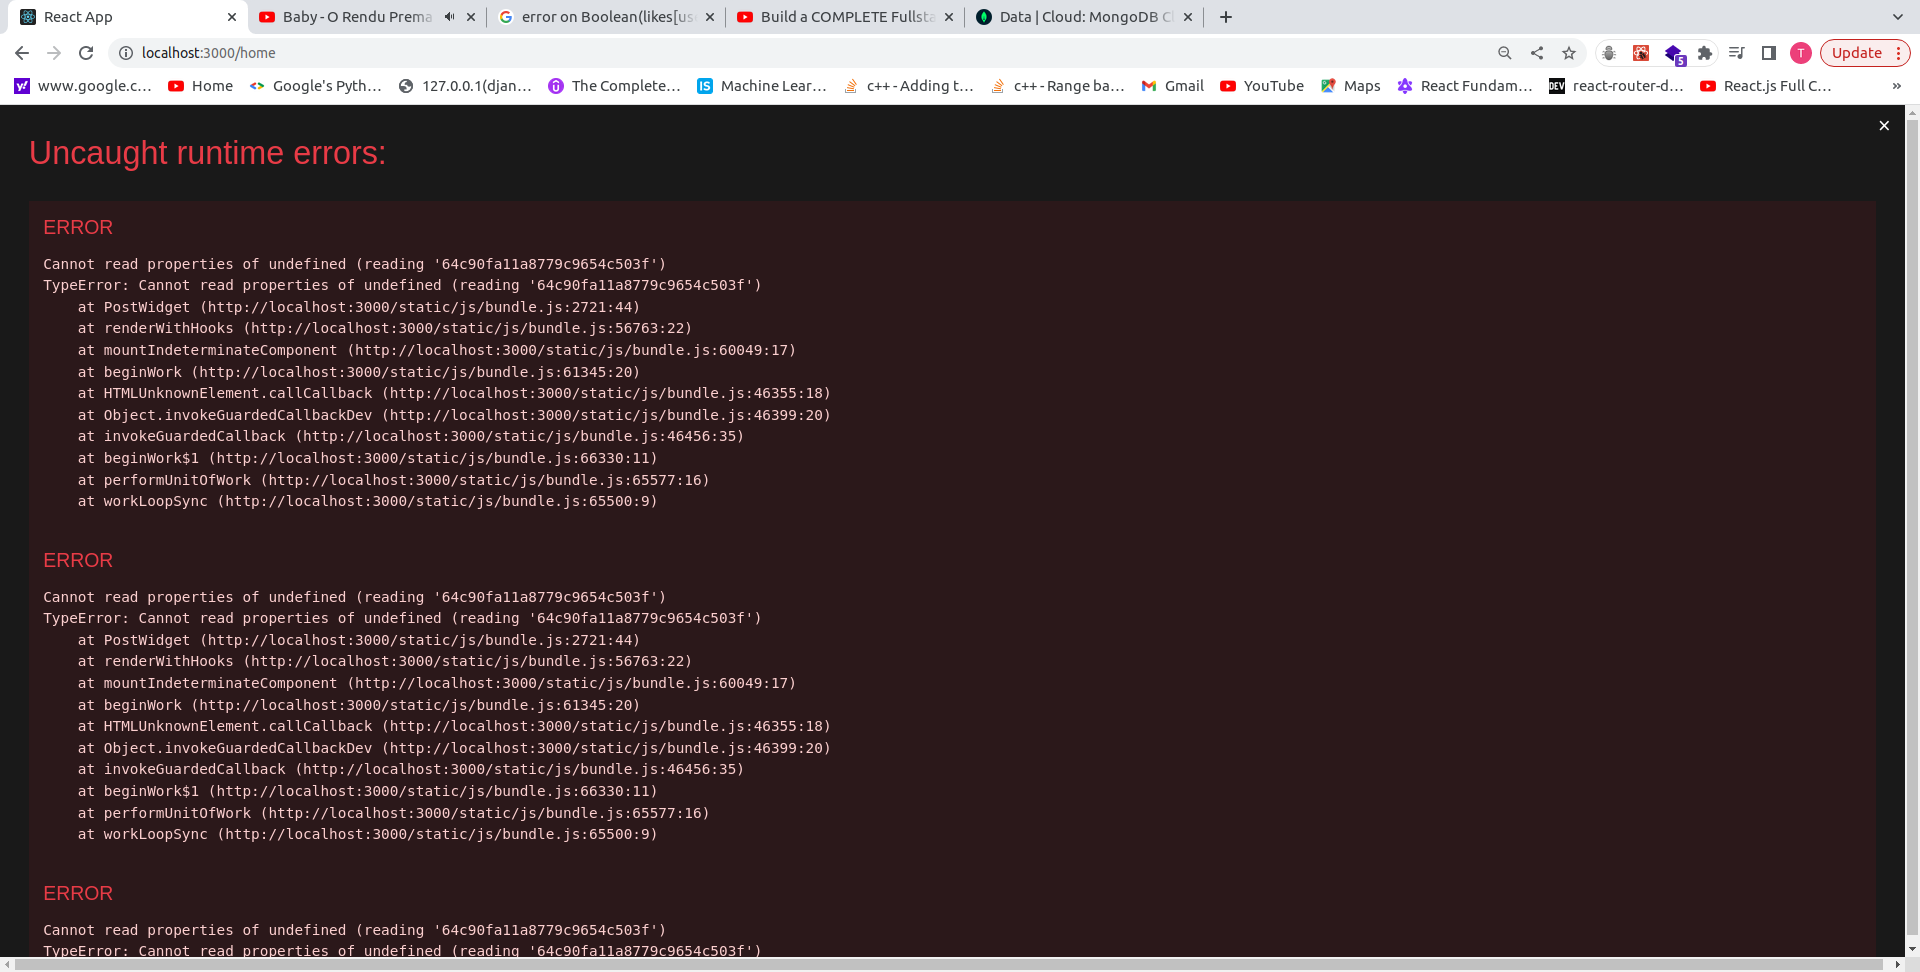 React App
Baby - O Rendu Prema
error on Boolean(likes[us
Build a COMPLETE Fullsta
Data | Cloud: MongoDB Cl
localhost:3000/home
5
T
Update
www.google.c...
Home
Google's Pyth...
127.0.0.1(djan...
The Complete...
IS
Machine Lear...
c++ - Adding t...
c++ - Range ba...
Gmail
YouTube
Maps
React Fundam...
DEV
react-router-d...
React.js Full C...
»
Uncaught runtime errors:
×
ERROR
Cannot read properties of undefined (reading '64c90fa11a8779c9654c503f')
TypeError: Cannot read properties of undefined (reading '64c90fa11a8779c9654c503f')
at PostWidget (http://localhost:3000/static/js/bundle.js:2721:44)
at renderWithHooks (http://localhost:3000/static/js/bundle.js:56763:22)
at mountIndeterminateComponent (http://localhost:3000/static/js/bundle.js:60049:17)
at beginWork (http://localhost:3000/static/js/bundle.js:61345:20)
at HTMLUnknownElement.callCallback (http://localhost:3000/static/js/bundle.js:46355:18)
at Object.invokeGuardedCallbackDev (http://localhost:3000/static/js/bundle.js:46399:20)
at invokeGuardedCallback (http://localhost:3000/static/js/bundle.js:46456:35)
at beginWork$1 (http://localhost:3000/static/js/bundle.js:66330:11)
at performUnitOfWork (http://localhost:3000/static/js/bundle.js:65577:16)
at workLoopSync (http://localhost:3000/static/js/bundle.js:65500:9)
ERROR
Cannot read properties of undefined (reading '64c90fa11a8779c9654c503f')
TypeError: Cannot read properties of undefined (reading '64c90fa11a8779c9654c503f')
at PostWidget (http://localhost:3000/static/js/bundle.js:2721:44)
at renderWithHooks (http://localhost:3000/static/js/bundle.js:56763:22)
at mountIndeterminateComponent (http://localhost:3000/static/js/bundle.js:60049:17)
at beginWork (http://localhost:3000/static/js/bundle.js:61345:20)
at HTMLUnknownElement.callCallback (http://localhost:3000/static/js/bundle.js:46355:18)
at Object.invokeGuardedCallbackDev (http://localhost:3000/static/js/bundle.js:46399:20)
at invokeGuardedCallback (http://localhost:3000/static/js/bundle.js:46456:35)
at beginWork$1 (http://localhost:3000/static/js/bundle.js:66330:11)
at performUnitOfWork (http://localhost:3000/static/js/bundle.js:65577:16)
at workLoopSync (http://localhost:3000/static/js/bundle.js:65500:9)
ERROR
Cannot read properties of undefined (reading '64c90fa11a8779c9654c503f')
TypeError: Cannot read properties of undefined (reading '64c90fa11a8779c9654c503f')